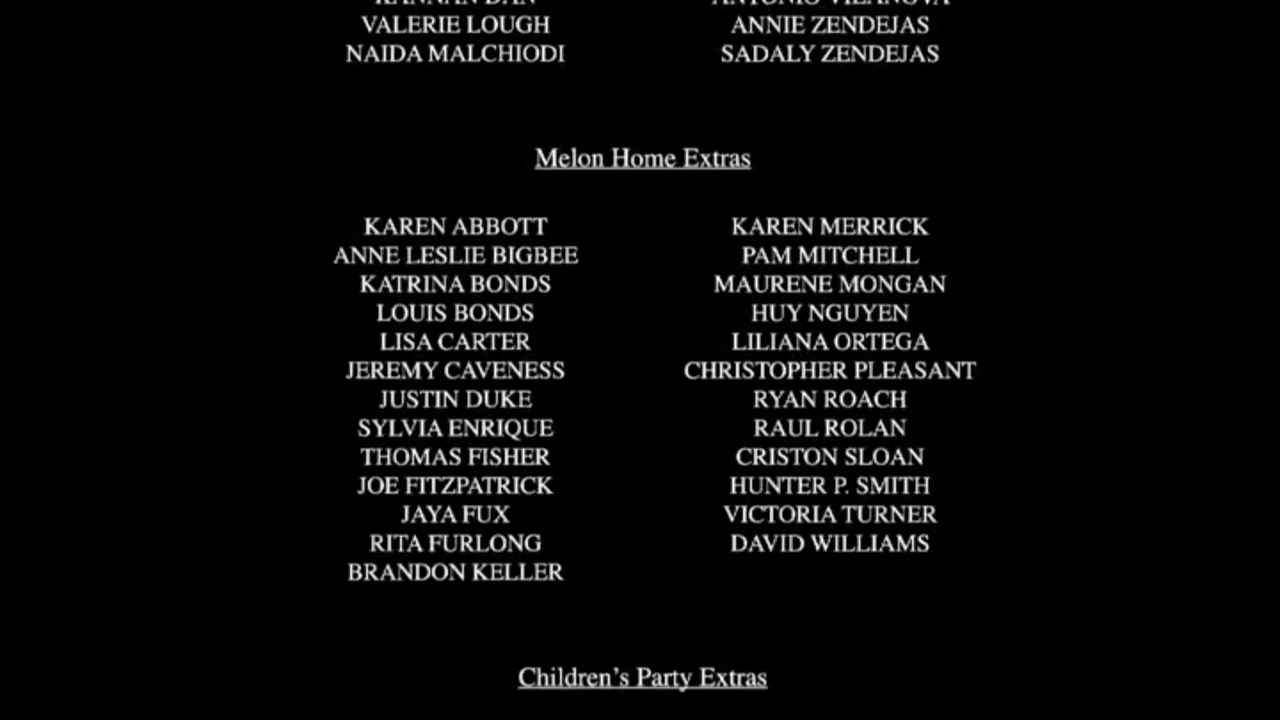 VALERIE LOUGH ANNIE ZENDEJAS
NAIDA MALCHIODI SADALY ZENDEJAS
Melon Home Extras
KAREN ABBOTT KAREN MERRICK
ANNE LESLIE BIGBEE PAM MITCHELL
KATRINA BONDS MAURENE MONGAN
LOUIS BONDS HUY NGUYEN
LISA CARTER LILIANA ORTEGA
JEREMY CAVENESS CHRISTOPHER PLEASANT
JUSTIN DUKE RYAN ROACH
SYLVIA ENRIQUE RAUL ROLAN
THOMAS FISHER CRISTON SLOAN
JOE FITZPATRICK HUNTER P. SMITH
JAYA FUX VICTORIA TURNER
RITA FURLONG DAVID WILLIAMS
BRANDON KELLER
Children's Party Extras